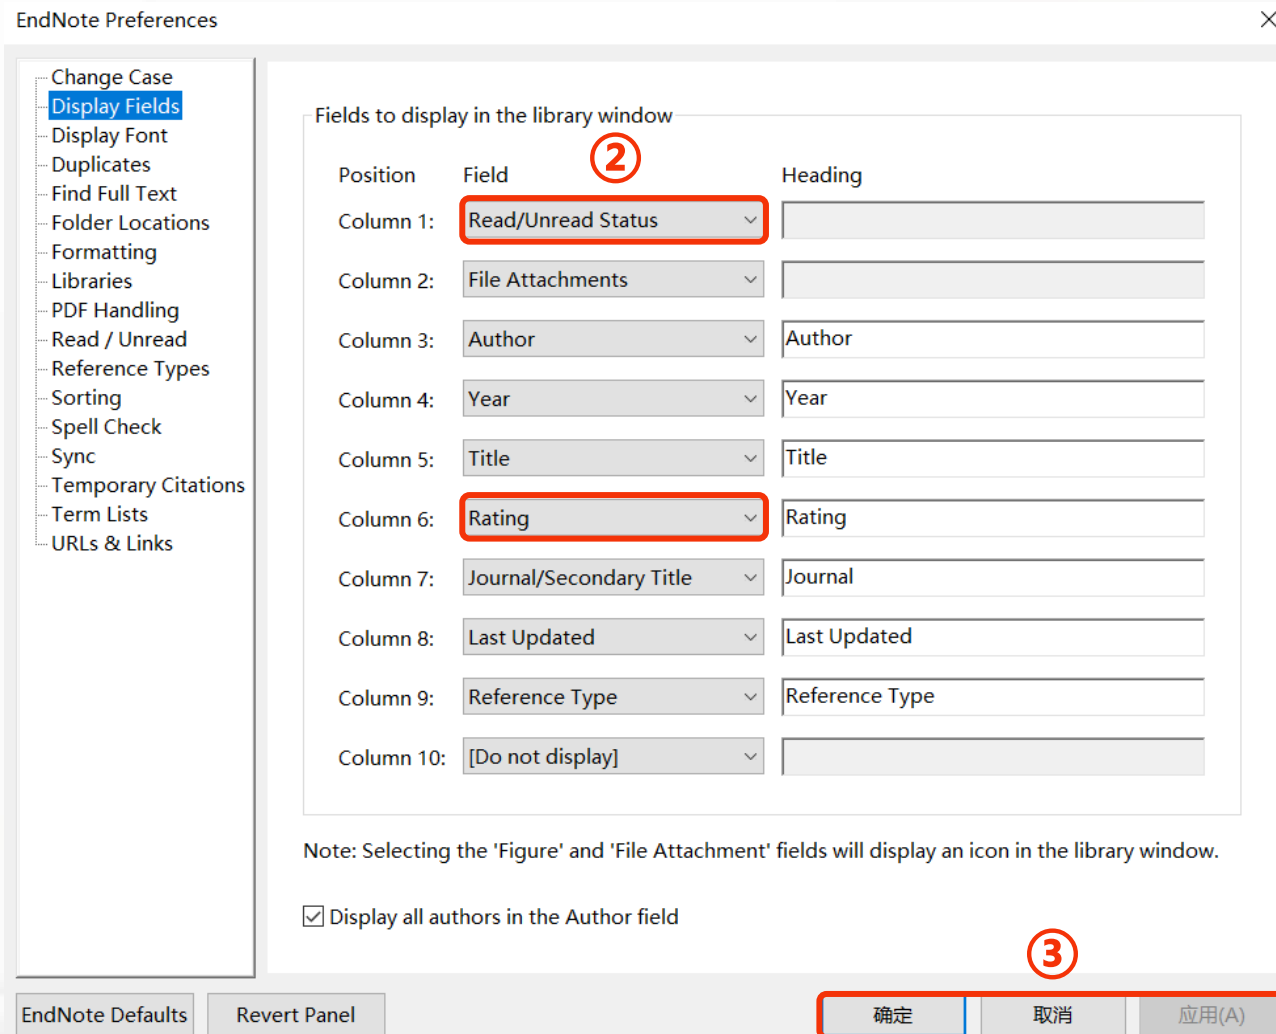 EndNote Preferences
Change Case
Display Fields
Display Font
Duplicates
Find Full Text
Folder Locations
Formatting
Libraries
PDF Handling
Read / Unread
Reference Types
Sorting
Spell Check
Sync
Temporary Citations
Term Lists
URLs & Links
Fields to display in the library window
②
Position Field Heading
Column 1: Read/Unread Status
Column 2: File Attachments
Column 3: Author Author
Column 4: Year Year
Column 5: Title Title
Column 6: Rating Rating
Column 7: Journal/Secondary Title Journal
Column 8: Last Updated Last Updated
Column 9: Reference Type Reference Type
Column 10: [Do not display]
Note: Selecting the 'Figure' and 'File Attachment' fields will display an icon in the library window.
Display all authors in the Author field
③
EndNote Defaults Revert Panel 确定 取消 应用(A)